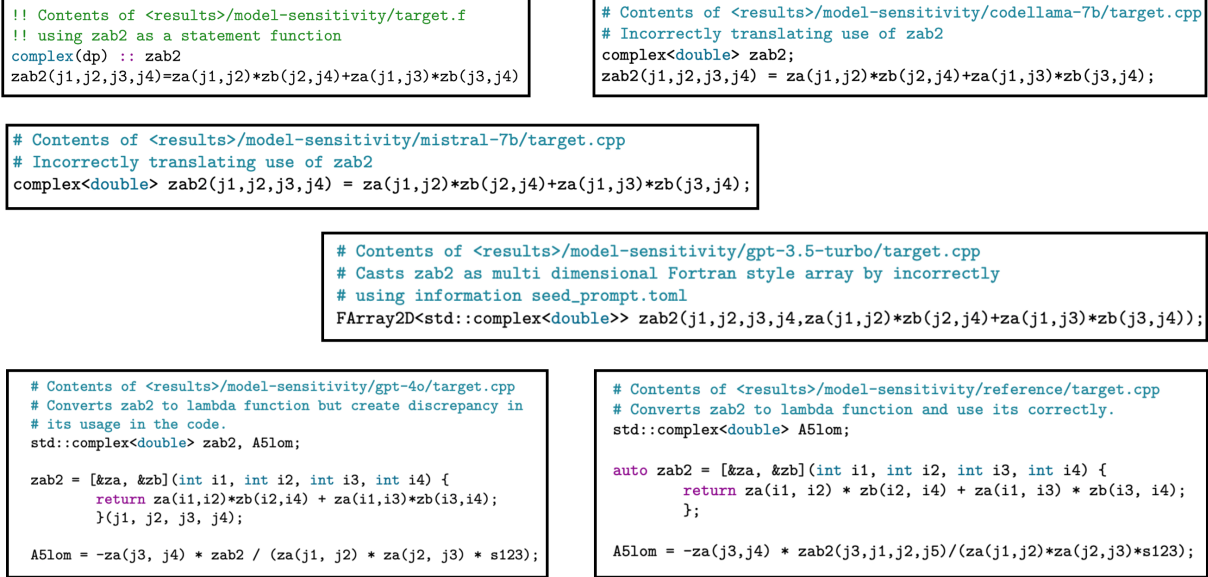 !! Contents of <results>/model-sensitivity/target.f
!! using zab2 as a statement function
complex(dp) :: zab2
zab2(j1,j2,j3,j4)=za(j1,j2)*zb(j2,j4)+za(j1,j3)*zb(j3,j4)
# Contents of <results>/model-sensitivity/codellama-7b/target.cpp
# Incorrectly translating use of zab2
complex<double> zab2;
zab2(j1,j2,j3,j4) = za(j1,j2)*zb(j2,j4)+za(j1,j3)*zb(j3,j4);
# Contents of <results>/model-sensitivity/mistral-7b/target.cpp
# Incorrectly translating use of zab2
complex<double> zab2(j1,j2,j3,j4) = za(j1,j2)*zb(j2,j4)+za(j1,j3)*zb(j3,j4);
# Contents of <results>/model-sensitivity/gpt-3.5-turbo/target.cpp
# Casts zab2 as multi dimensional Fortran style array by incorrectly
# using information seed_prompt.toml
FArray2D<std::complex<double>> zab2(j1,j2,j3,j4,za(j1,j2)*zb(j2,j4)+za(j1,j3)*zb(j3,j4));
# Contents of <results>/model-sensitivity/gpt-4o/target.cpp
# Converts zab2 to lambda function but create discrepancy in
# its usage in the code.
std::complex<double> zab2, A5lom;
zab2 = [&za, &zb](int i1, int i2, int i3, int i4) {
return za(i1,i2)*zb(i2,i4) + za(i1,i3)*zb(i3,i4);
}(j1, j2, j3, j4);
A5lom = -za(j3, j4) * zab2 / (za(j1, j2) * za(j2, j3) * s123);
# Contents of <results>/model-sensitivity/reference/target.cpp
# Converts zab2 to lambda function and use its correctly.
std::complex<double> A5lom;
auto zab2 = [&za, &zb](int i1, int i2, int i3, int i4) {
return za(i1, i2) * zb(i2, i4) + za(i1, i3) * zb(i3, i4);
};
A5lom = -za(j3,j4) * zab2(j3,j1,j2,j5)/(za(j1,j2)*za(j2,j3)*s123);